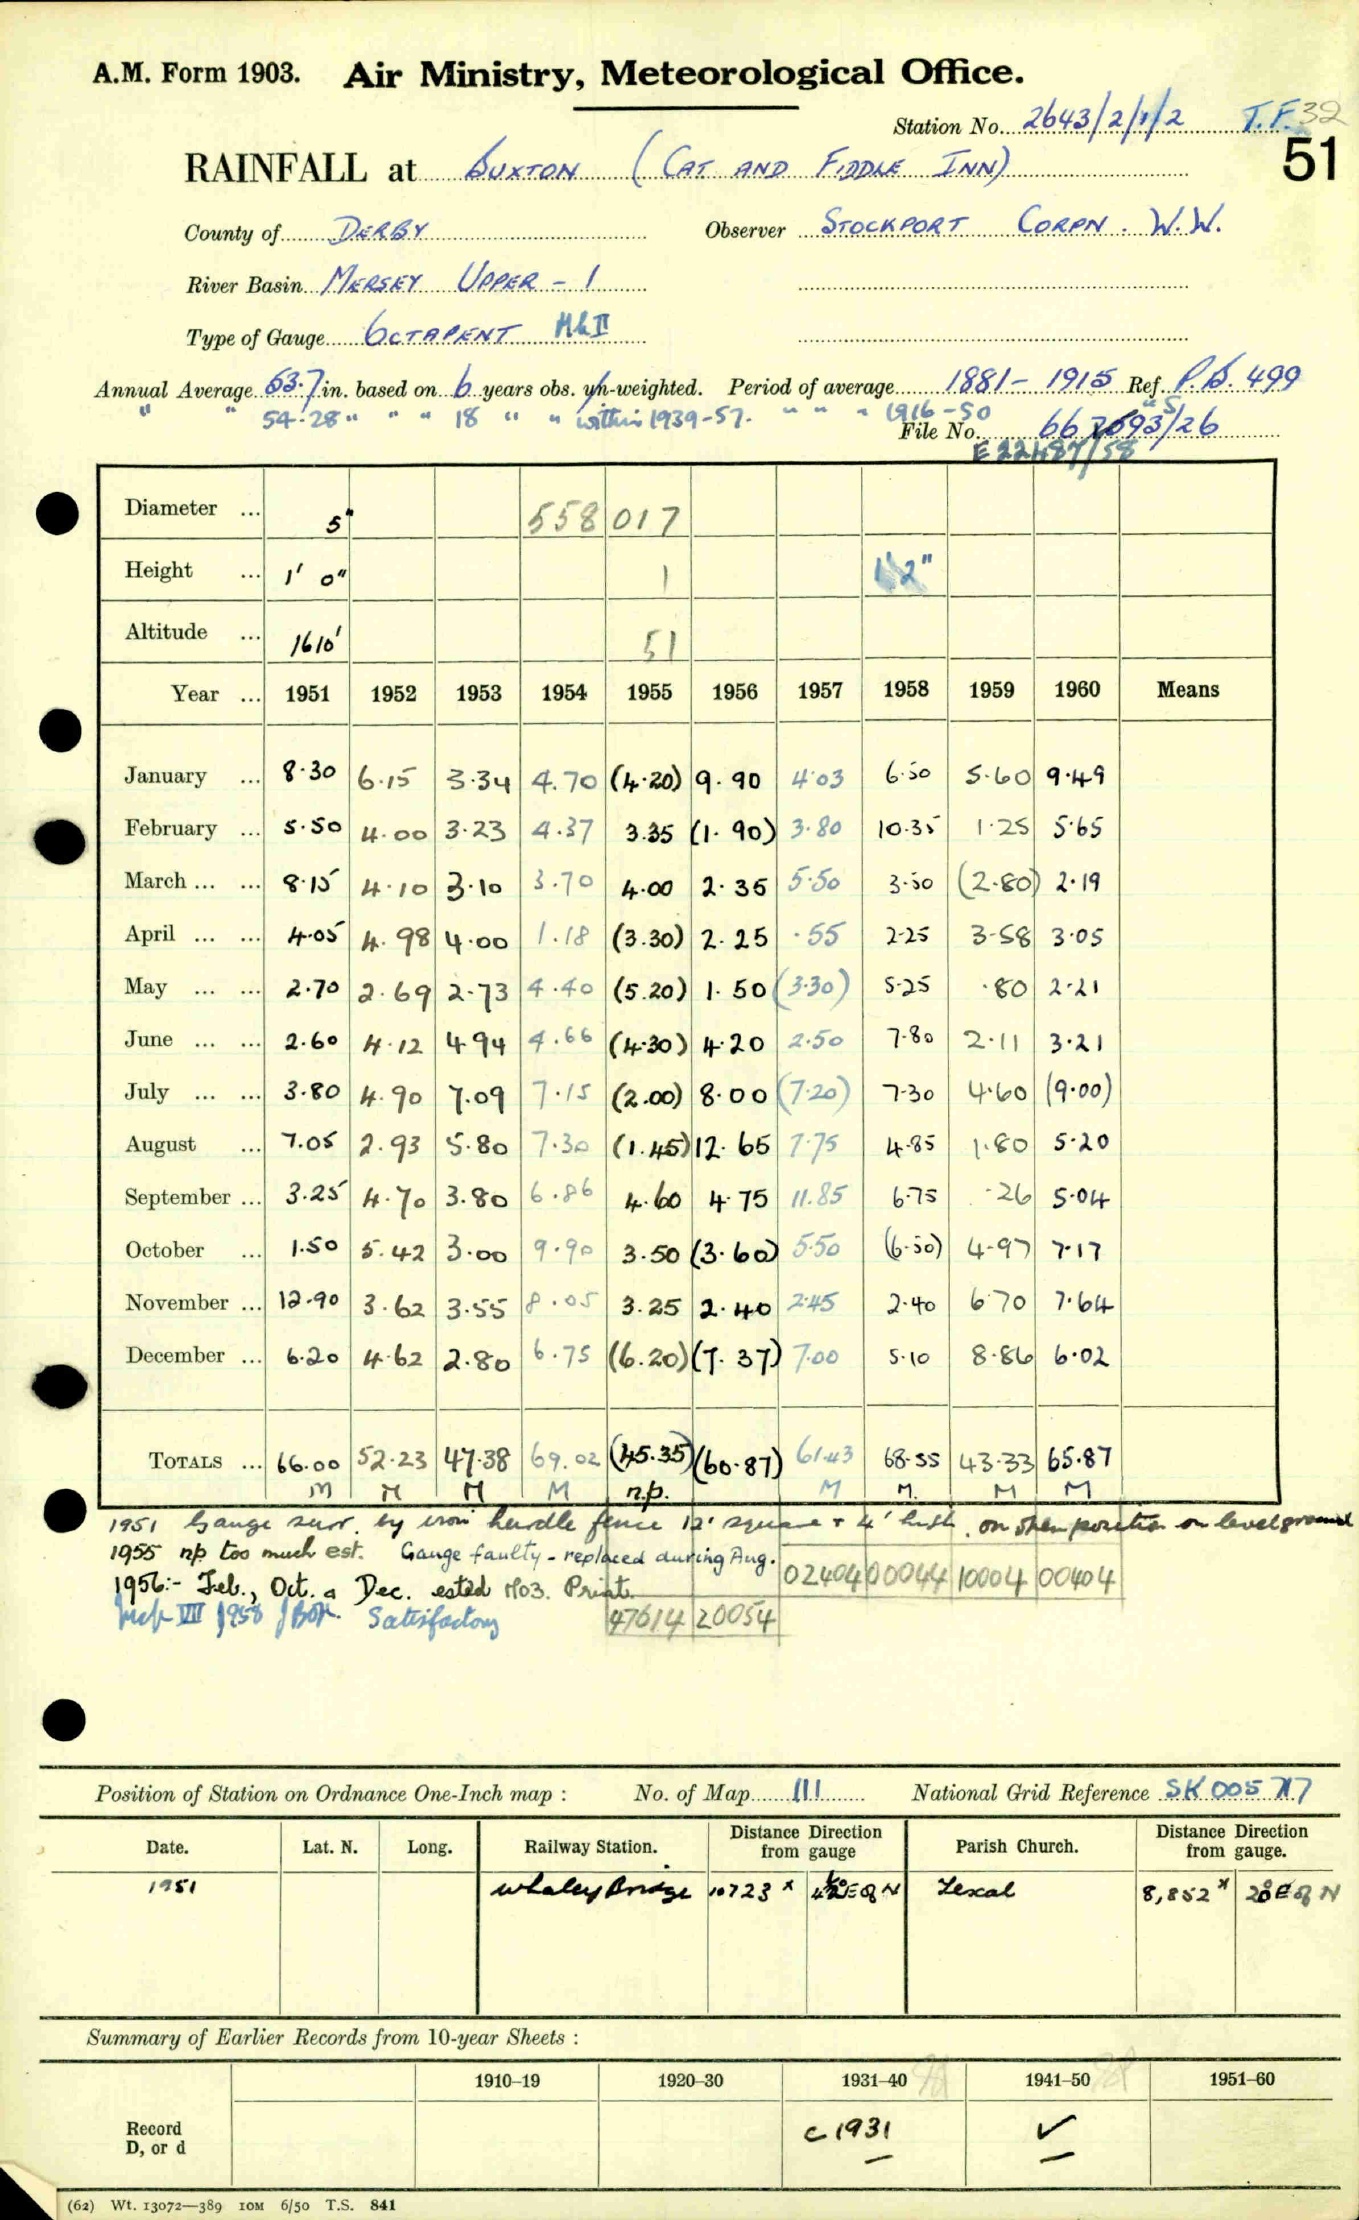 A.M. Form 1903. Air Ministry, Meteorological Office.
Station No. 2643/2/1/2 T.F. 32
51
RAINFALL at BUXTON (CAT AND FIDDLE INN)
County of DERBY Observer STOCKPORT CORPN. W.W.
River Basin MERSEY UPPER - 1
Type of Gauge OCTAPENT Mk II
Annual Average 63.7 in. based on 6 years obs. un-weighted. Period of average 1881 - 1915 Ref. P.S. 499
" " 54.28 " " " 18 " " within 1939-57. " " " 1916-50
File No. 66 /26
E 22487/58
Diameter ... 5" 558 017
Height ... 1' 0" 1 1'2"
Altitude ... 1610' 51
Year ... 1951 1952 1953 1954 1955 1956 1957 1958 1959 1960 Means
January ... 8.30 6.15 3.34 4.70 (4.20) 9.90 4.03 6.50 5.60 9.49
February ... 5.50 4.00 3.23 4.37 3.35 (1.90) 3.80 10.35 1.25 5.65
March ... ... 8.15 4.10 3.10 3.70 4.00 2.35 5.50 3.50 (2.80) 2.19
April ... ... 4.05 4.98 4.00 1.18 (3.30) 2.25 .55 2.25 3.58 3.05
May ... ... 2.70 2.69 2.73 4.40 (5.20) 1.50 (3.30) 5.25 .80 2.21
June ... ... 2.60 4.12 4.94 4.66 (4.30) 4.20 2.50 7.80 2.11 3.21
July ... ... 3.80 4.90 7.09 7.15 (2.00) 8.00 (7.20) 7.30 4.60 (9.00)
August ... 7.05 2.93 5.80 7.30 (1.45) 12.65 7.75 4.85 1.80 5.20
September ... 3.25 4.70 3.80 6.86 4.60 4.75 11.85 6.75 .26 5.04
October ... 1.50 5.42 3.00 9.90 3.50 (3.60) 5.50 (6.50) 4.97 7.17
November ... 12.90 3.62 3.55 8.05 3.25 2.40 2.45 2.40 6.70 7.64
December ... 6.20 4.62 2.80 6.75 (6.20) (7.37) 7.00 5.10 8.86 6.02
TOTALS ... 66.00 52.23 47.38 69.02 (45.35) (60.87) 61.43 68.55 43.33 65.87
M M M M n.p. M M. M M
1951 Gauge surr. by iron hurdle fence 12' square + 4' high, on open position on level ground
1955 np too much est. Gauge faulty - replaced during Aug.
02404 00044 10004 00404
1956:- Feb., Oct. & Dec. ested MO3. Print.
Insp VIII 1958 Satisfactory
47614 20054
Position of Station on Ordnance One-Inch map : No. of Map 111 National Grid Reference SK 005 717
Date. Lat. N. Long. Railway Station. Distance from gauge Direction Parish Church. Distance from gauge. Direction
1951 Whaley Bridge 10723 x E of N Taxal 8,852 x 20° E of N
Summary of Earlier Records from 10-year Sheets :
1910–19 1920–30 1931–40 1941–50 1951–60
Record D, or d c 1931 ✓
(62) Wt. 13072—389 10M 6/50 T.S. 841